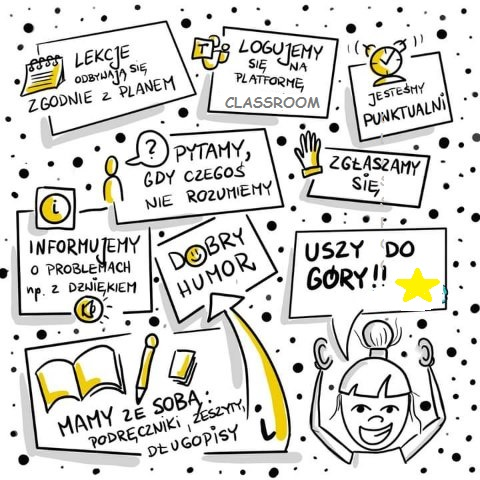 LEKCJE
ODBYWAJĄ SIĘ
ZGODNIE Z PLANEM
T
LOGUJEMY
SIĘ NA
PLATFORMĘ
CLASSROOM
JESTEŚMY
PUNKTUALNI
?
PYTAMY,
GDY CZEGOŚ
NIE ROZUMIEMY
ZGŁASZAMY
SIĘ
i
INFORMUJEMY
O PROBLEMACH
np. Z DŹWIĘKIEM
DOBRY
HUMOR
USZY DO
GÓRY!!
MAMY ZE SOBĄ:
PODRĘCZNIKI, ZESZYTY,
DŁUGOPISY